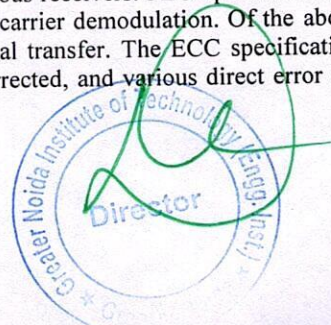 carrier demodulation. Of the abo
al transfer. The ECC specificati
rrected, and various direct error
Greater Noida Institute of Technology (Engg Inst.)
Director